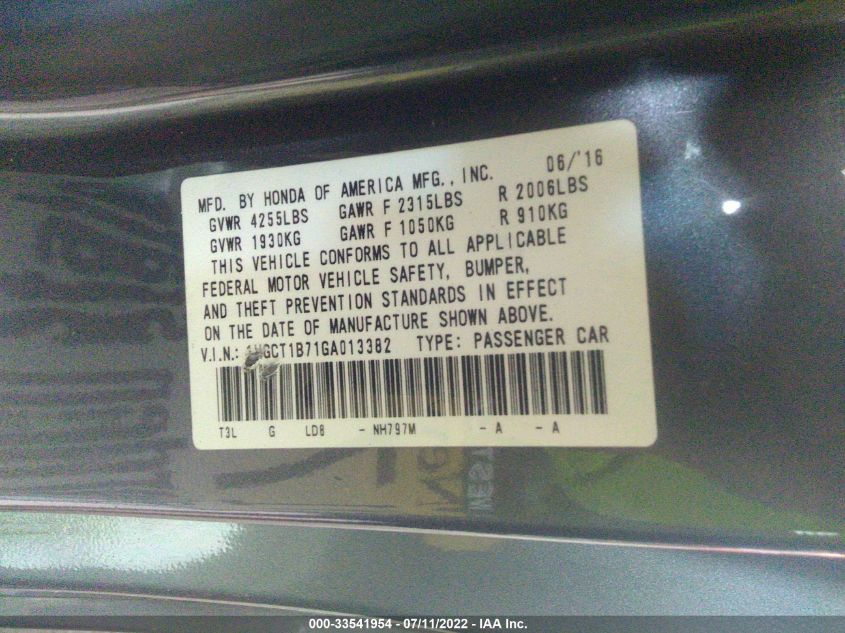 MFD. BY HONDA OF AMERICA MFG., INC. 06/'16
GVWR 4255LBS GAWR F 2315LBS R 2006LBS
GVWR 1930KG GAWR F 1050KG R 910KG
THIS VEHICLE CONFORMS TO ALL APPLICABLE
FEDERAL MOTOR VEHICLE SAFETY, BUMPER,
AND THEFT PREVENTION STANDARDS IN EFFECT
ON THE DATE OF MANUFACTURE SHOWN ABOVE.
V.I.N.: 1HGCT1B71GA013382 TYPE: PASSENGER CAR
T3L G LD8 - NH797M - A - A
000-33541954 - 07/11/2022 - IAA Inc.